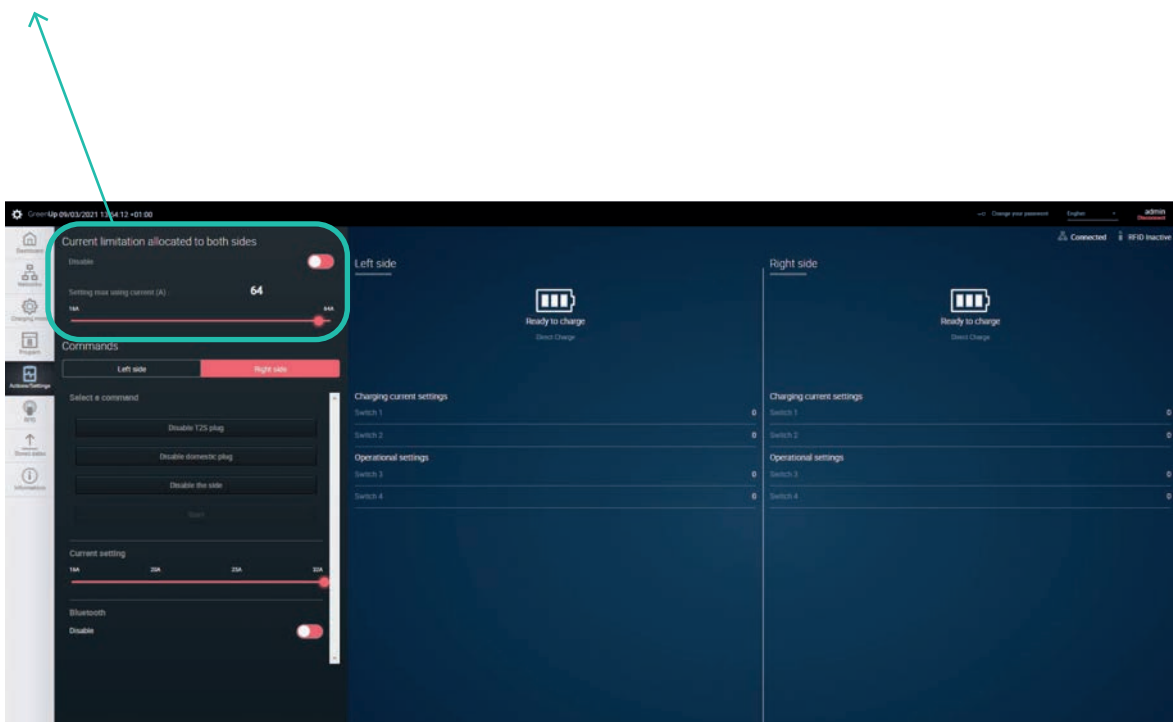 GreenUp 09/03/2021 13:54:12 +01:00
Change your password
English
admin
Disconnect
Connected
RFID Inactive
Dashboard
Networks
Charging mode
Program
Actions/Settings
RFID
Informations
Current limitation allocated to both sides
Disable
Setting max using current (A) :
64
16A
64A
Commands
Left side
Right side
Select a command
Disable T2S plug
Disable domestic plug
Disable the side
Start
Current setting
16A
20A
25A
32A
Bluetooth
Disable
Left side
Ready to charge
Direct Charge
Charging current settings
Switch 1 0
Switch 2 0
Operational settings
Switch 3 0
Switch 4 0
Right side
Ready to charge
Direct Charge
Charging current settings
Switch 1 0
Switch 2 0
Operational settings
Switch 3 0
Switch 4 0